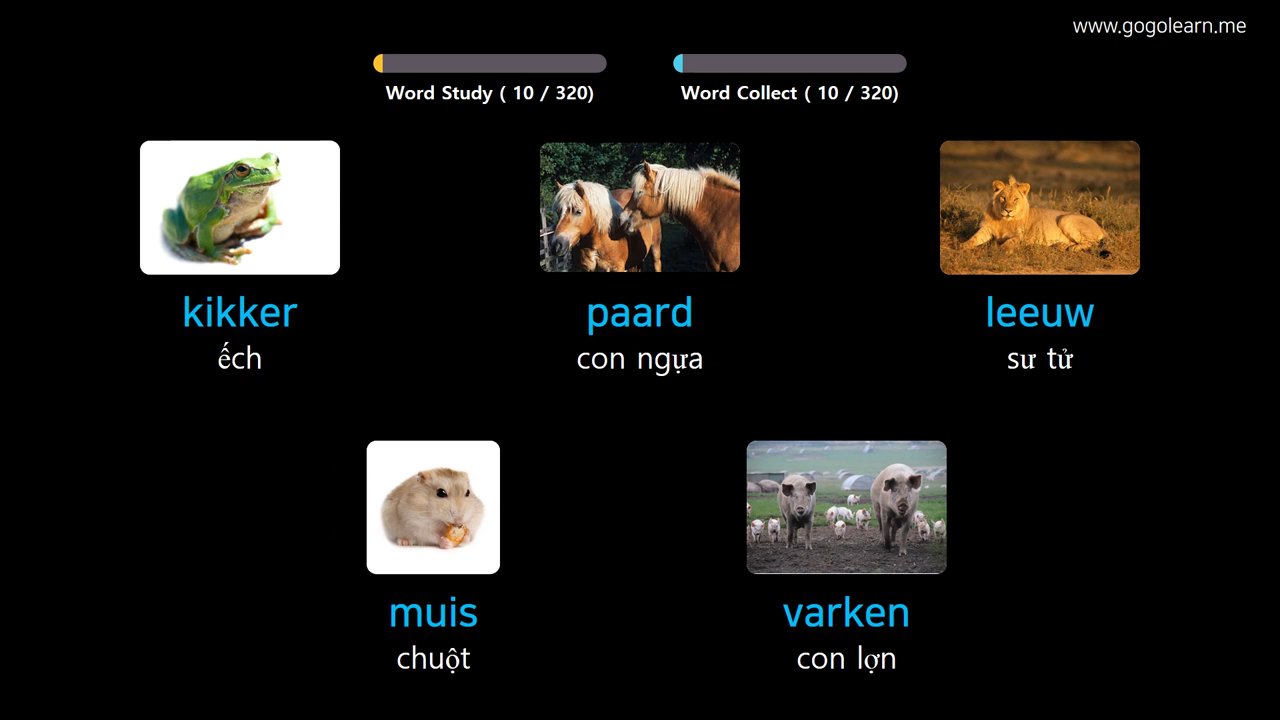 www.gogolearn.me
Word Study ( 10 / 320)
Word Collect ( 10 / 320)
kikker
ếch
paard
con ngựa
leeuw
sư tử
muis
chuột
varken
con lợn